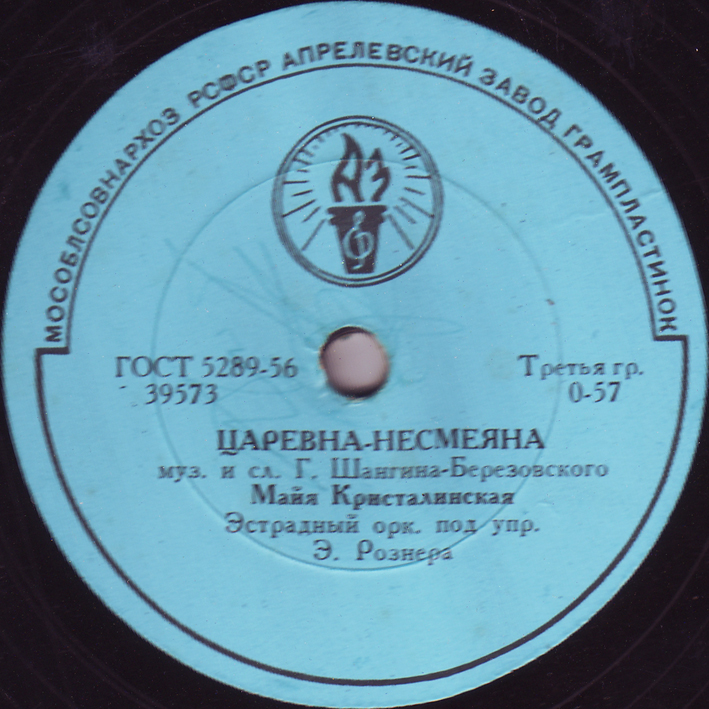 МОСОБЛСОВНАРХОЗ РСФСР АПРЕЛЕВСКИЙ ЗАВОД ГРАМПЛАСТИНОК
АЗ
ГОСТ 5289-56
39573
Третья гр.
0-57
ЦАРЕВНА-НЕСМЕЯНА
муз. и сл. Г. Шангина-Березовского
Майя Кристалинская
Эстрадный орк. под упр.
Э. Рознера